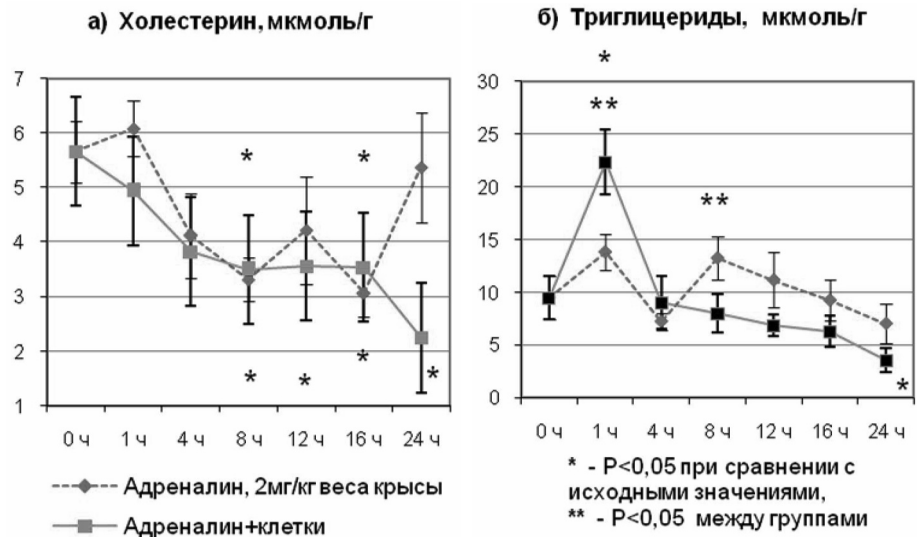 а) Холестерин, мкмоль/г
7
6
5
4
3
2
1
* *
* * * *
0 ч 1 ч 4 ч 8 ч 12 ч 16 ч 24 ч
Адреналин, 2мг/кг веса крысы
Адреналин+клетки
б) Триглицериды, мкмоль/г
30
25
20
15
10
5
0
*
**
**
*
0 ч 1 ч 4 ч 8 ч 12 ч 16 ч 24 ч
* - P<0,05 при сравнении с
исходными значениями,
** - P<0,05 между группами